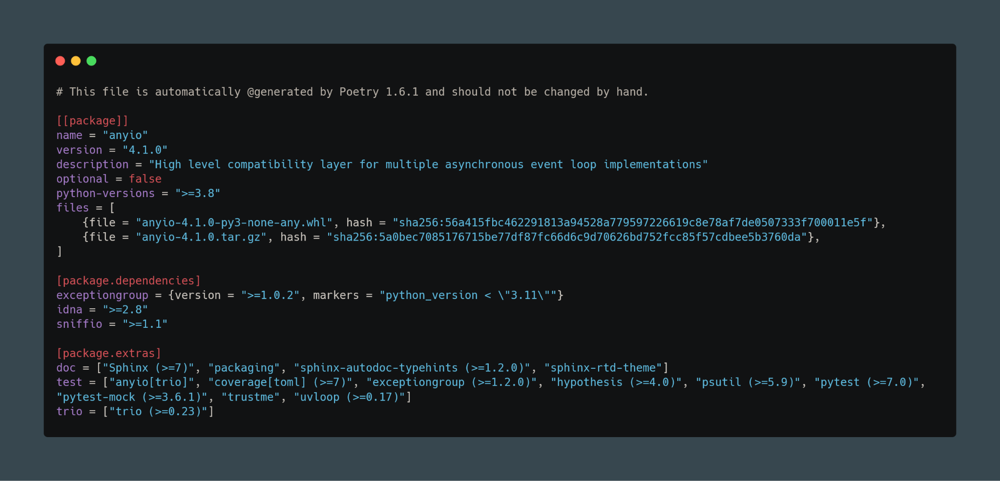 # This file is automatically @generated by Poetry 1.6.1 and should not be changed by hand.

[[package]]
name = "anyio"
version = "4.1.0"
description = "High level compatibility layer for multiple asynchronous event loop implementations"
optional = false
python-versions = ">=3.8"
files = [
    {file = "anyio-4.1.0-py3-none-any.whl", hash = "sha256:56a415fbc462291813a94528a779597226619c8e78af7de0507333f700011e5f"},
    {file = "anyio-4.1.0.tar.gz", hash = "sha256:5a0bec7085176715be77df87fc66d6c9d70626bd752fcc85f57cdbee5b3760da"},
]

[package.dependencies]
exceptiongroup = {version = ">=1.0.2", markers = "python_version < \"3.11\""}
idna = ">=2.8"
sniffio = ">=1.1"

[package.extras]
doc = ["Sphinx (>=7)", "packaging", "sphinx-autodoc-typehints (>=1.2.0)", "sphinx-rtd-theme"]
test = ["anyio[trio]", "coverage[toml] (>=7)", "exceptiongroup (>=1.2.0)", "hypothesis (>=4.0)", "psutil (>=5.9)", "pytest (>=7.0)",
"pytest-mock (>=3.6.1)", "trustme", "uvloop (>=0.17)"]
trio = ["trio (>=0.23)"]